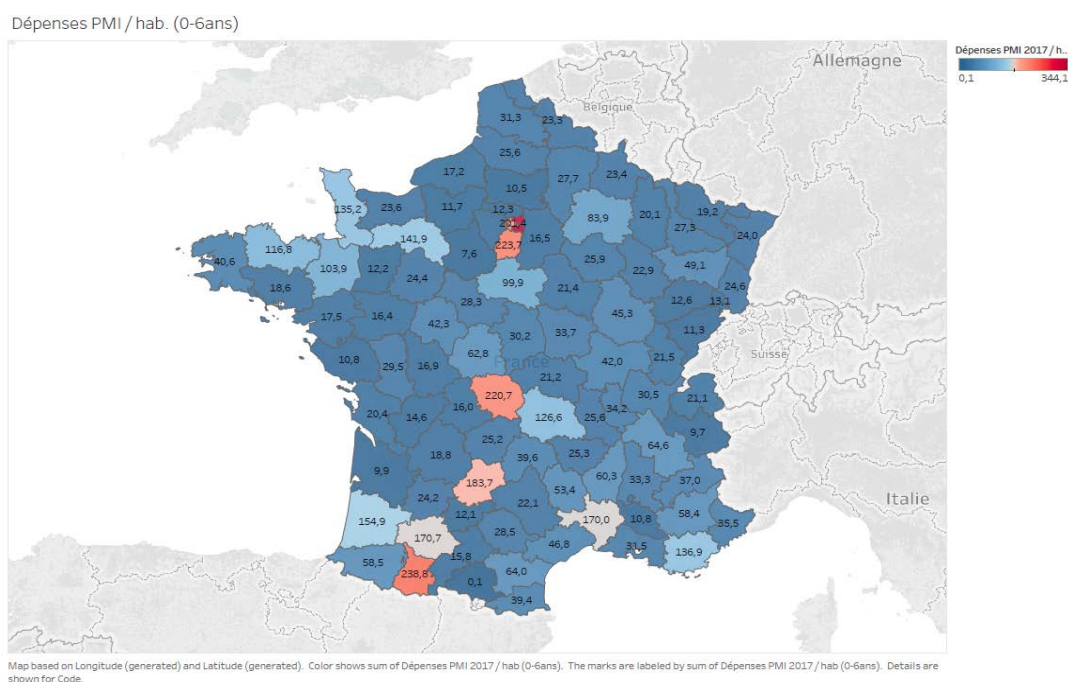 Dépenses PMI / hab. (0-6ans)
Dépenses PMI 2017 / h..
0,1 344,1
Allemagne
Belgique
31,3 23,3
25,6
17,2 27,7 23,4
10,5
135,2 23,6 11,7 12,3 83,9 20,1 19,2
27,3
141,9 223,7 16,5 24,0
116,8 7,6
40,6 103,9 12,2 25,9 22,9 49,1
24,4 99,9 21,4 24,6
18,6 28,3 12,6 13,1
17,5 16,4 42,3 45,3
30,2 33,7 11,3
Suisse
10,8 29,5 16,9 62,8 France 42,0 21,5
21,2
220,7 30,5 21,1
20,4 14,6 16,0 126,6 25,6 34,2
9,7
18,8 25,2 64,6
9,9 39,6 25,3
183,7 60,3 33,3 37,0
24,2 22,1 53,4 Italie
154,9 12,1 170,0 10,8 58,4 35,5
170,7 28,5
58,5 15,8 46,8 31,5 136,9
238,8 0,1 64,0
39,4
Map based on Longitude (generated) and Latitude (generated). Color shows sum of Dépenses PMI 2017 / hab (0-6ans). The marks are labeled by sum of Dépenses PMI 2017 / hab (0-6ans). Details are
shown for Code.